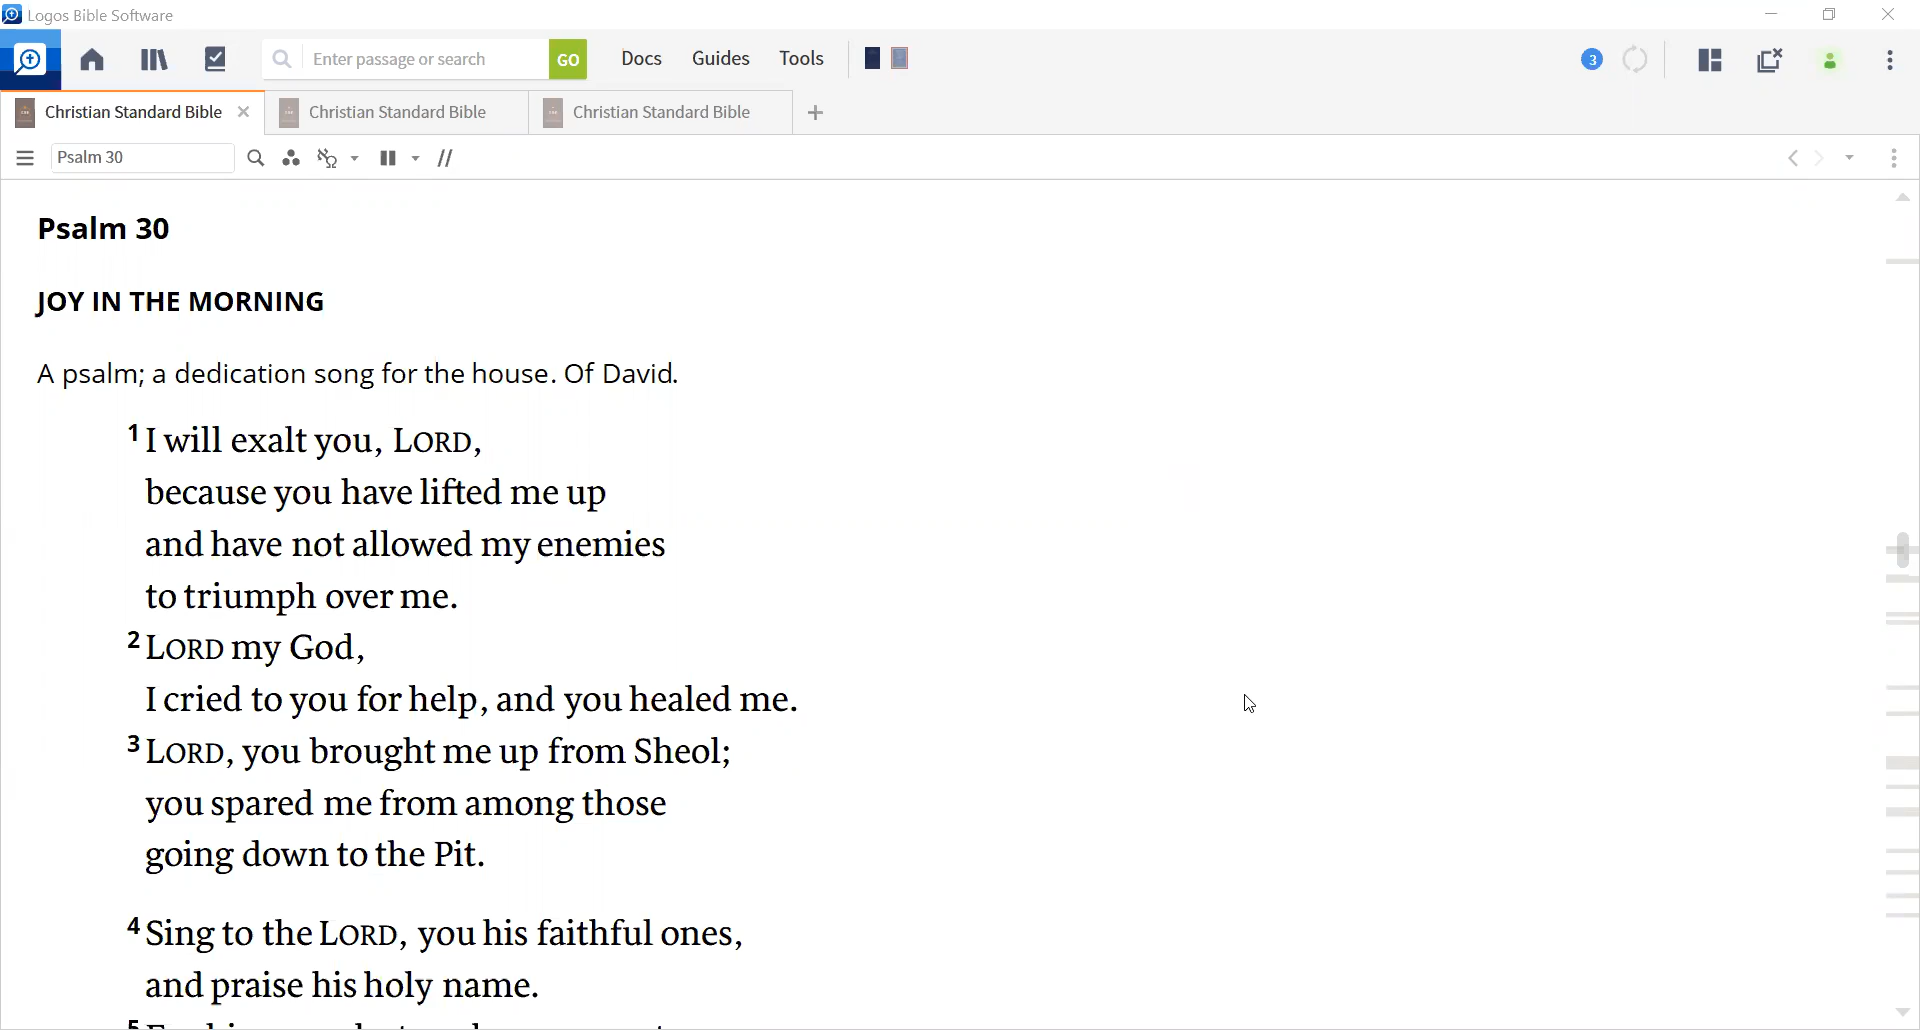 Logos Bible Software
Enter passage or search GO Docs Guides Tools 3
Christian Standard Bible Christian Standard Bible Christian Standard Bible
Psalm 30
Psalm 30
JOY IN THE MORNING
A psalm; a dedication song for the house. Of David.
1 I will exalt you, LORD,
because you have lifted me up
and have not allowed my enemies
to triumph over me.
2 LORD my God,
I cried to you for help, and you healed me.
3 LORD, you brought me up from Sheol;
you spared me from among those
going down to the Pit.
4 Sing to the LORD, you his faithful ones,
and praise his holy name.
5